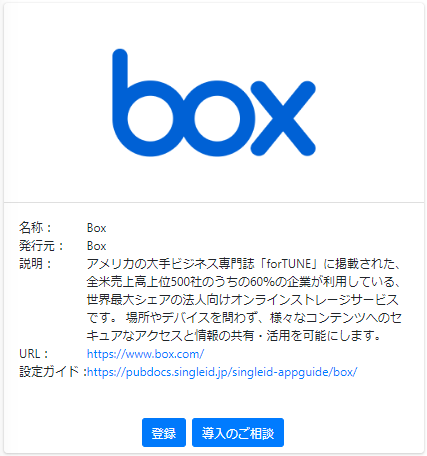 box
名称： Box
発行元： Box
説明： アメリカの大手ビジネス専門誌「forTUNE」に掲載された、
全米売上高上位500社のうちの60%の企業が利用している、
世界最大シェアの法人向けオンラインストレージサービス
です。 場所やデバイスを問わず、様々なコンテンツへのセ
キュアなアクセスと情報の共有・活用を可能にします。
URL： https://www.box.com/
設定ガイド：https://pubdocs.singleid.jp/singleid-appguide/box/
登録 導入のご相談